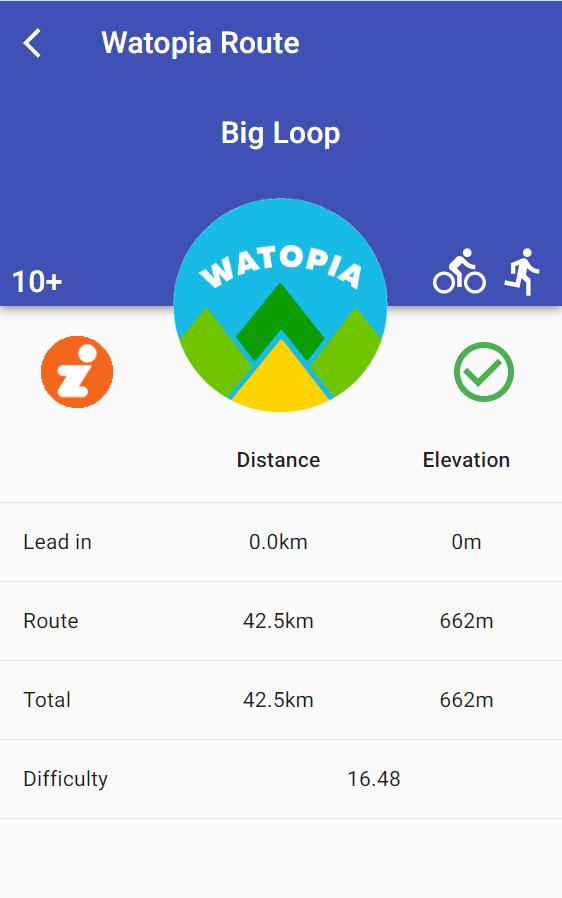 Watopia Route
Big Loop
WATOPIA
10+
Distance Elevation
Lead in 0.0km 0m
Route 42.5km 662m
Total 42.5km 662m
Difficulty 16.48